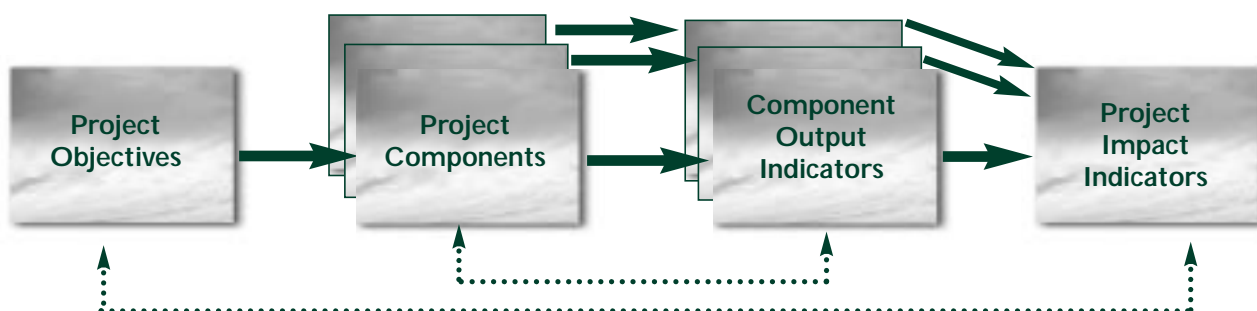 Project
Objectives
Project
Components
Component
Output
Indicators
Project
Impact
Indicators